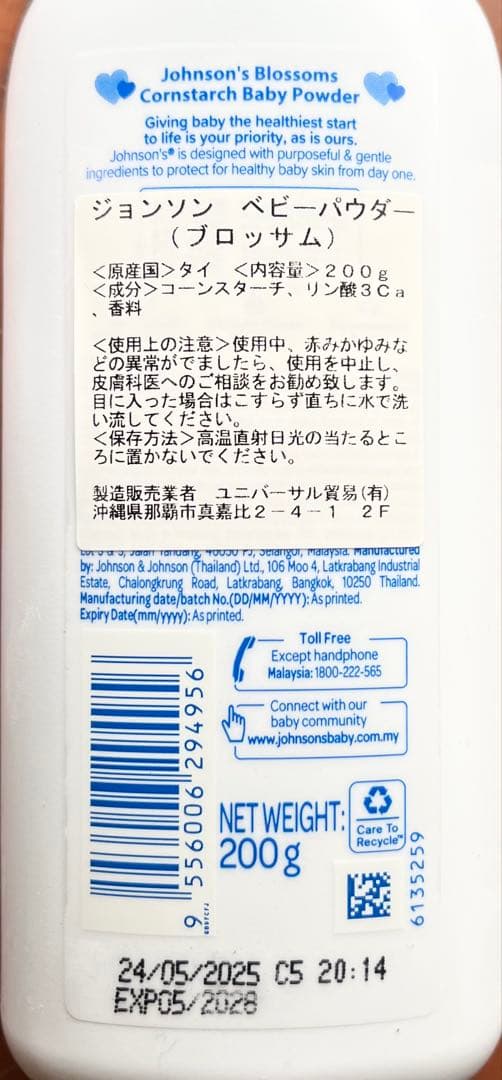 Johnson's Blossoms
Cornstarch Baby Powder
Giving baby the healthiest start
to life is your priority, as is ours.
Johnson's® is designed with purposeful & gentle
ingredients to protect for healthy baby skin from day one.
ジョンソン　ベビーパウダー
（ブロッサム）
＜原産国＞タイ　＜内容量＞２００ｇ
＜成分＞コーンスターチ、リン酸３Ｃａ
、香料
＜使用上の注意＞使用中、赤みかゆみな
どの異常がでましたら、使用を中止し、
皮膚科医へのご相談をお勧め致します。
目に入った場合はこすらず直ちに水で洗
い流してください。
＜保存方法＞高温直射日光の当たるとこ
ろに置かないでください。
製造販売業者　ユニバーサル貿易(有)
沖縄県那覇市真嘉比２－４－１　２Ｆ
Lot 3 & 5, Jalan Tandang, 46050 PJ, Selangor, Malaysia. Manufactured
by: Johnson & Johnson (Thailand) Ltd., 106 Moo 4, Latkrabang Industrial
Estate, Chalongkrung Road, Latkrabang, Bangkok, 10250 Thailand.
Manufacturing date/batch No.(DD/MM/YYYY): As printed.
Expiry Date(mm/yyyy): As printed.
Toll Free
Except handphone
Malaysia: 1800-222-565
Connect with our
baby community
www.johnsonsbaby.com.my
9 556006 294956
NET WEIGHT:
200g
Care To
Recycle™
6135259
24/05/2025 C5 20:14
EXP05/2028